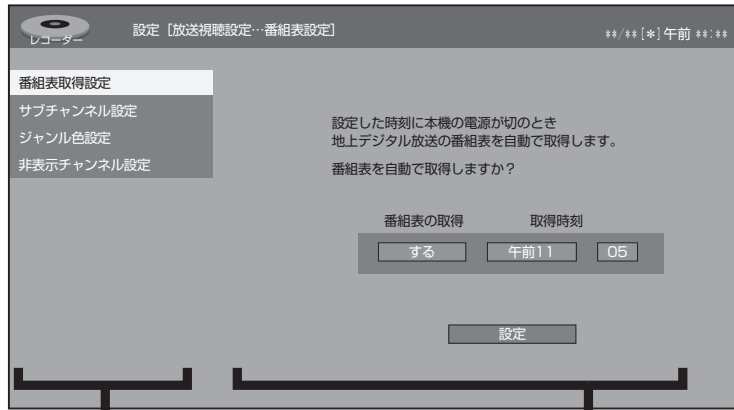 レコーダー
設定［放送視聴設定…番組表設定］
**/**[*]午前 **:**
番組表取得設定
サブチャンネル設定
ジャンル色設定
非表示チャンネル設定
設定した時刻に本機の電源が切のとき
地上デジタル放送の番組表を自動で取得します。
番組表を自動で取得しますか？
番組表の取得 取得時刻
する 午前11 05
設定